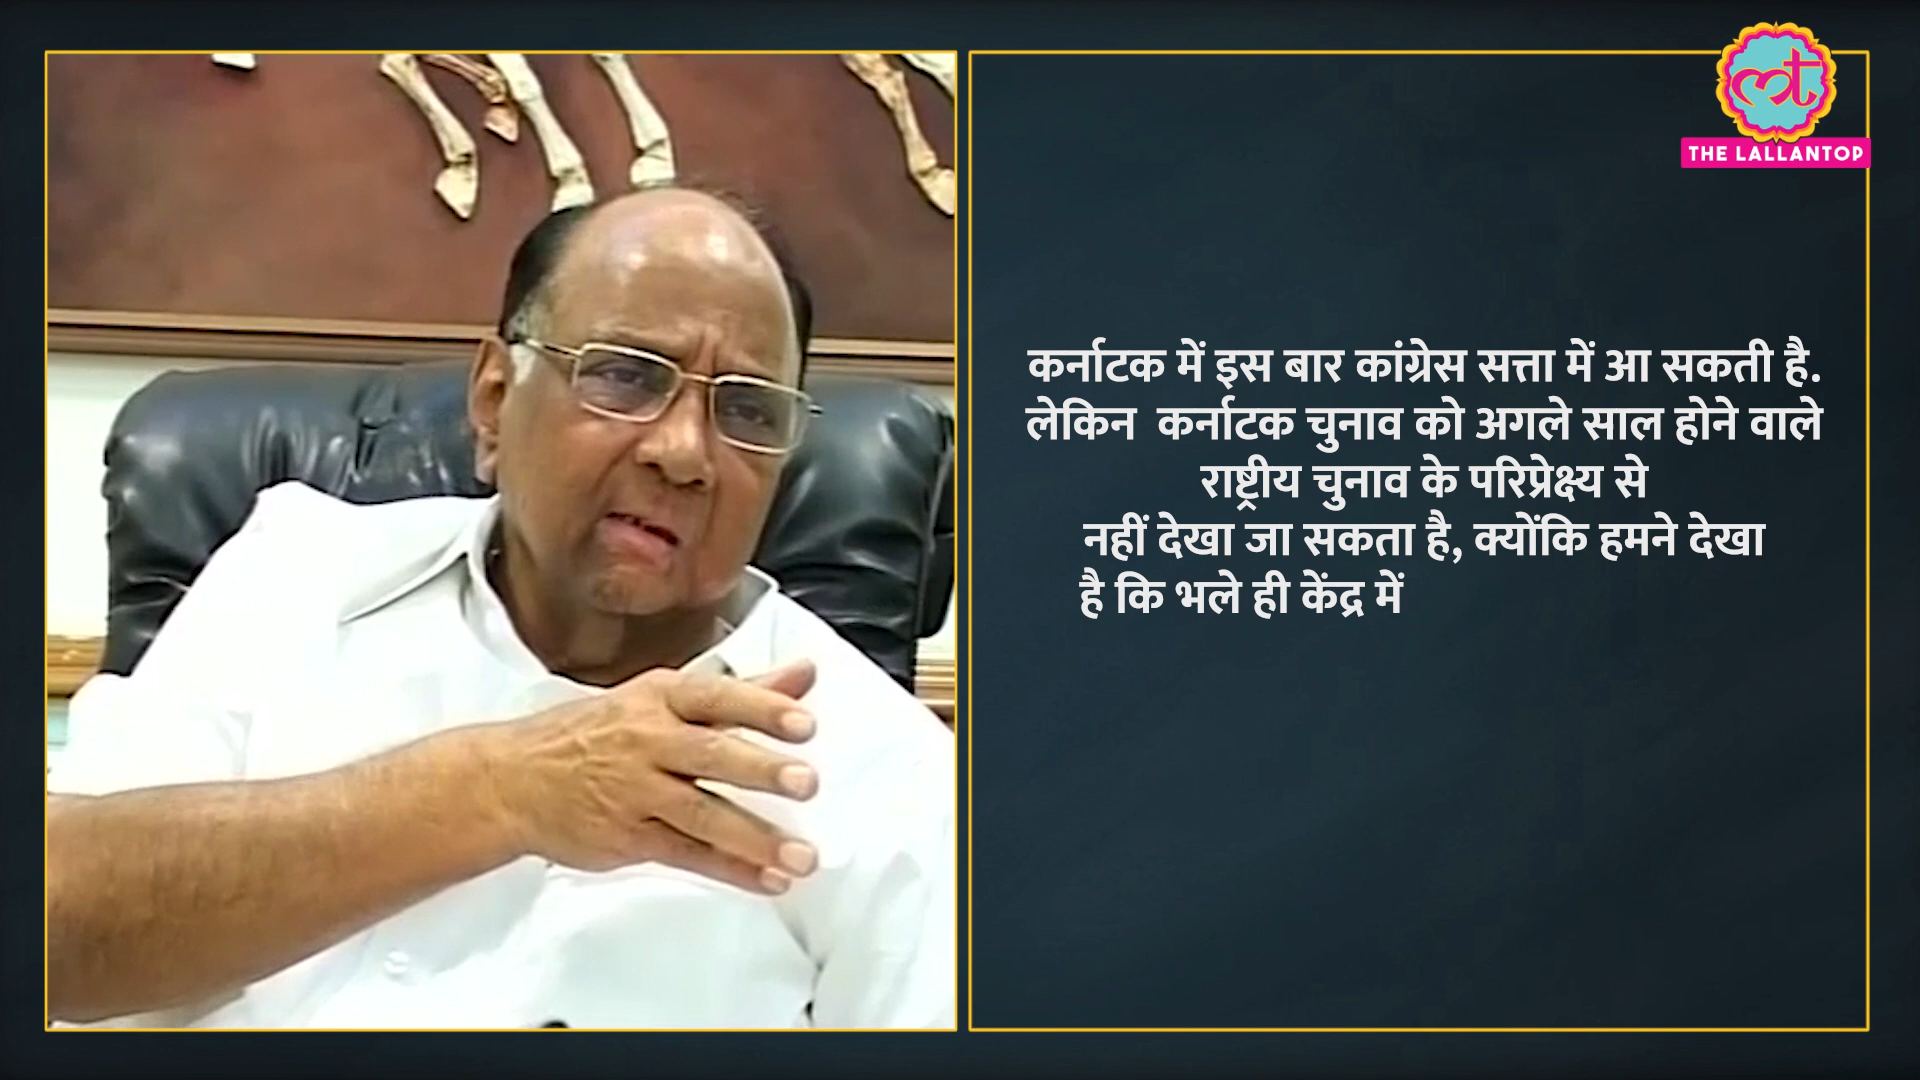 THE LALLANTOP
कर्नाटक में इस बार कांग्रेस सत्ता में आ सकती है.
लेकिन कर्नाटक चुनाव को अगले साल होने वाले
राष्ट्रीय चुनाव के परिप्रेक्ष्य से
नहीं देखा जा सकता है, क्योंकि हमने देखा
है कि भले ही केंद्र में